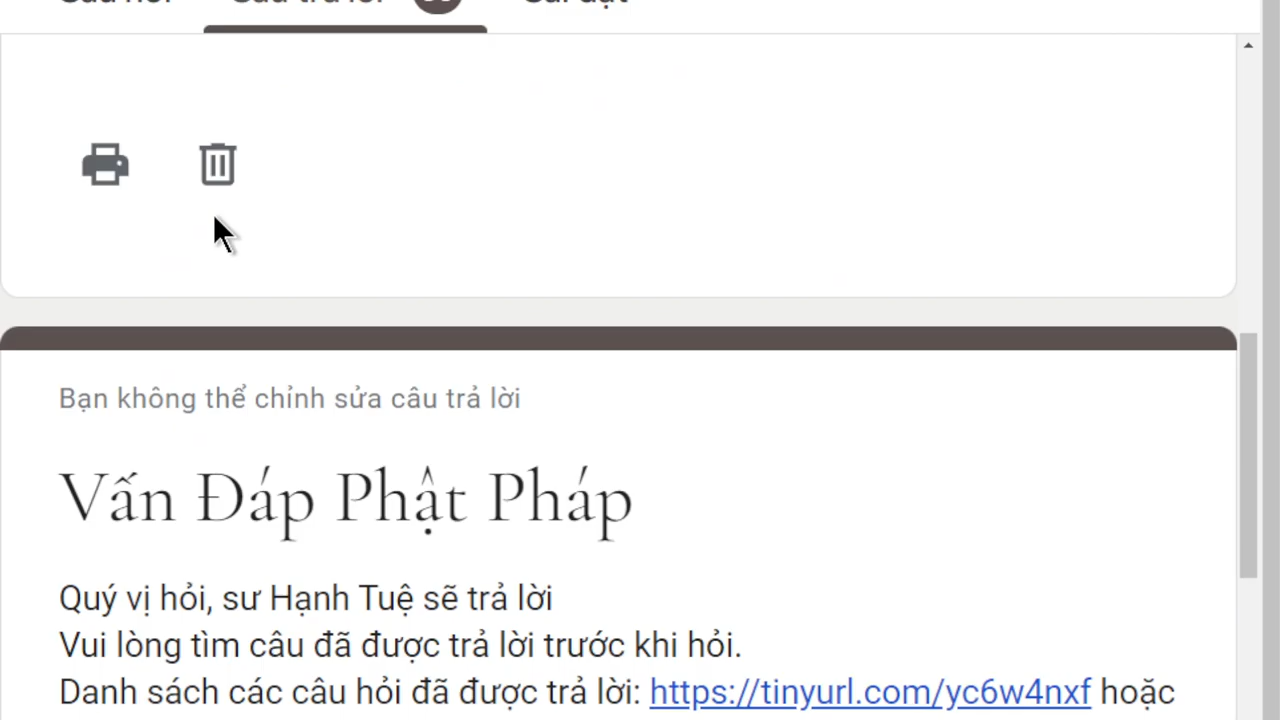 Bạn không thể chỉnh sửa câu trả lời
Vấn Đáp Phật Pháp
Quý vị hỏi, sư Hạnh Tuệ sẽ trả lời
Vui lòng tìm câu đã được trả lời trước khi hỏi.
Danh sách các câu hỏi đã được trả lời: https://tinyurl.com/yc6w4nxf hoặc